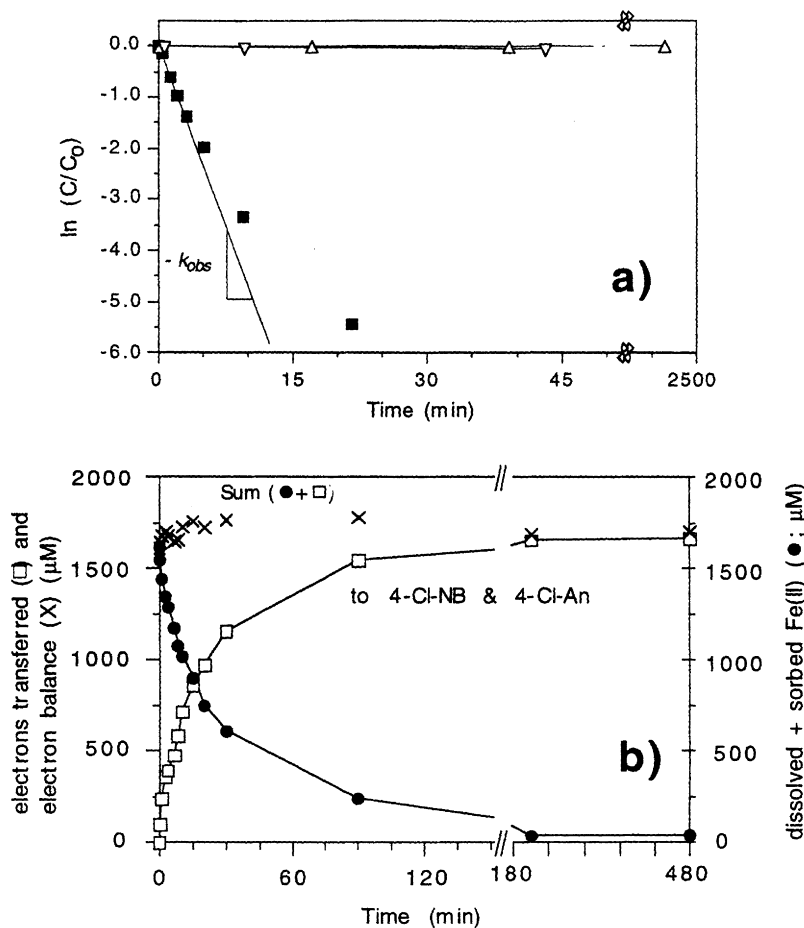 0.0
-1.0
-2.0
-3.0
-4.0
-5.0
-6.0
ln (C/C0)
- kobs
a)
0
15
30
45
2500
Time (min)
2000
1500
1000
500
0
electrons transferred (□) and
electron balance (X) (μM)
Sum (●+□)
to 4-Cl-NB & 4-Cl-An
b)
2000
1500
1000
500
0
dissolved + sorbed Fe(II) (●; μM)
0
60
120
180
480
Time (min)